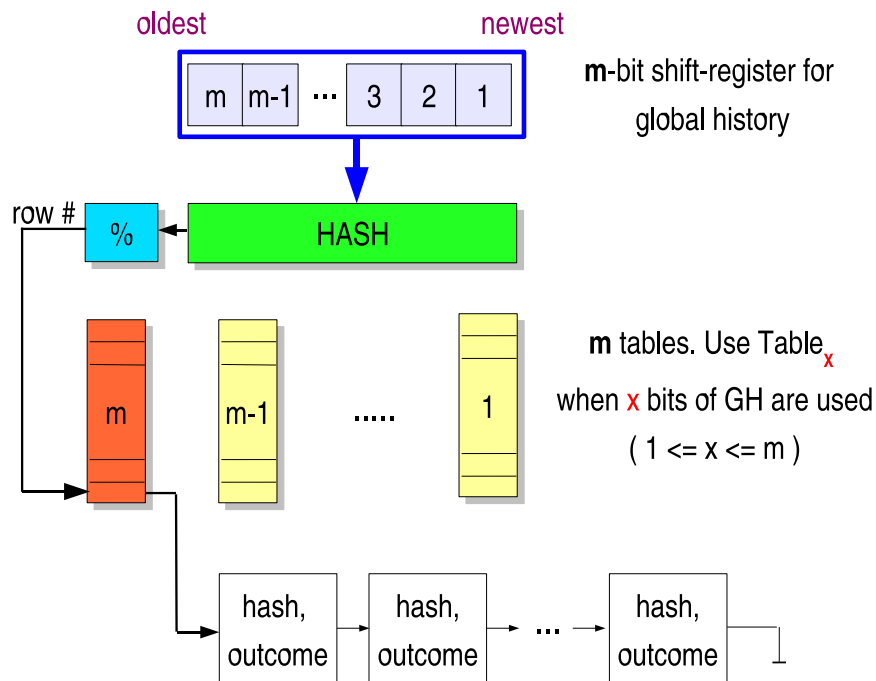 oldest newest
m m-1 ... 3 2 1
m-bit shift-register for
global history
row # % HASH
m m-1 ..... 1
m tables. Use Table x
when x bits of GH are used
( 1 <= x <= m )
hash, hash, ... hash,
outcome outcome outcome